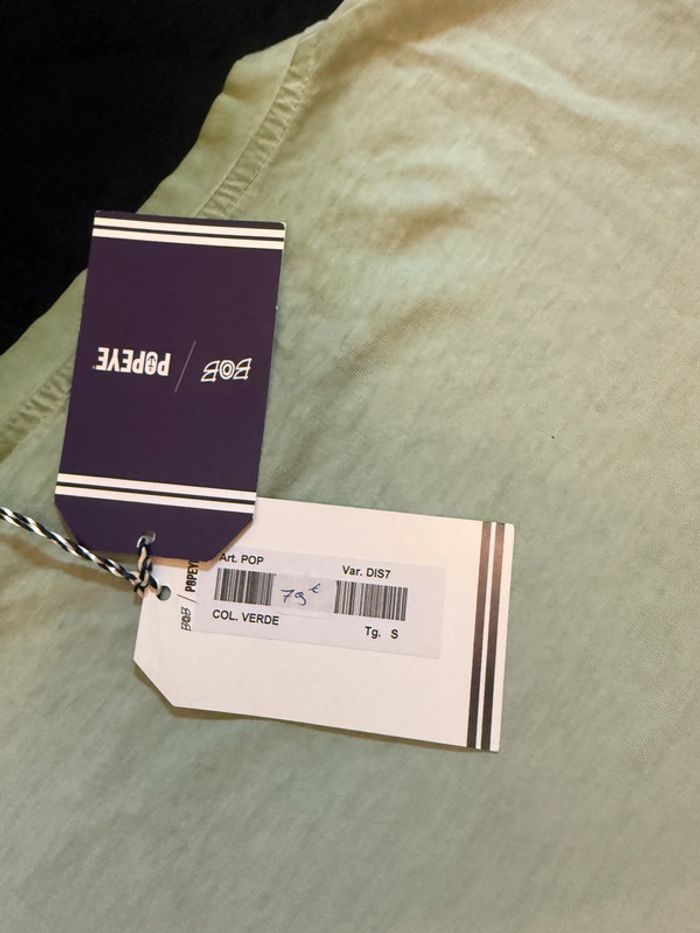 BOB / POPEYE
BOB / POPEYE
Art. POP
Var. DIS7
79 €
COL. VERDE
Tg. S